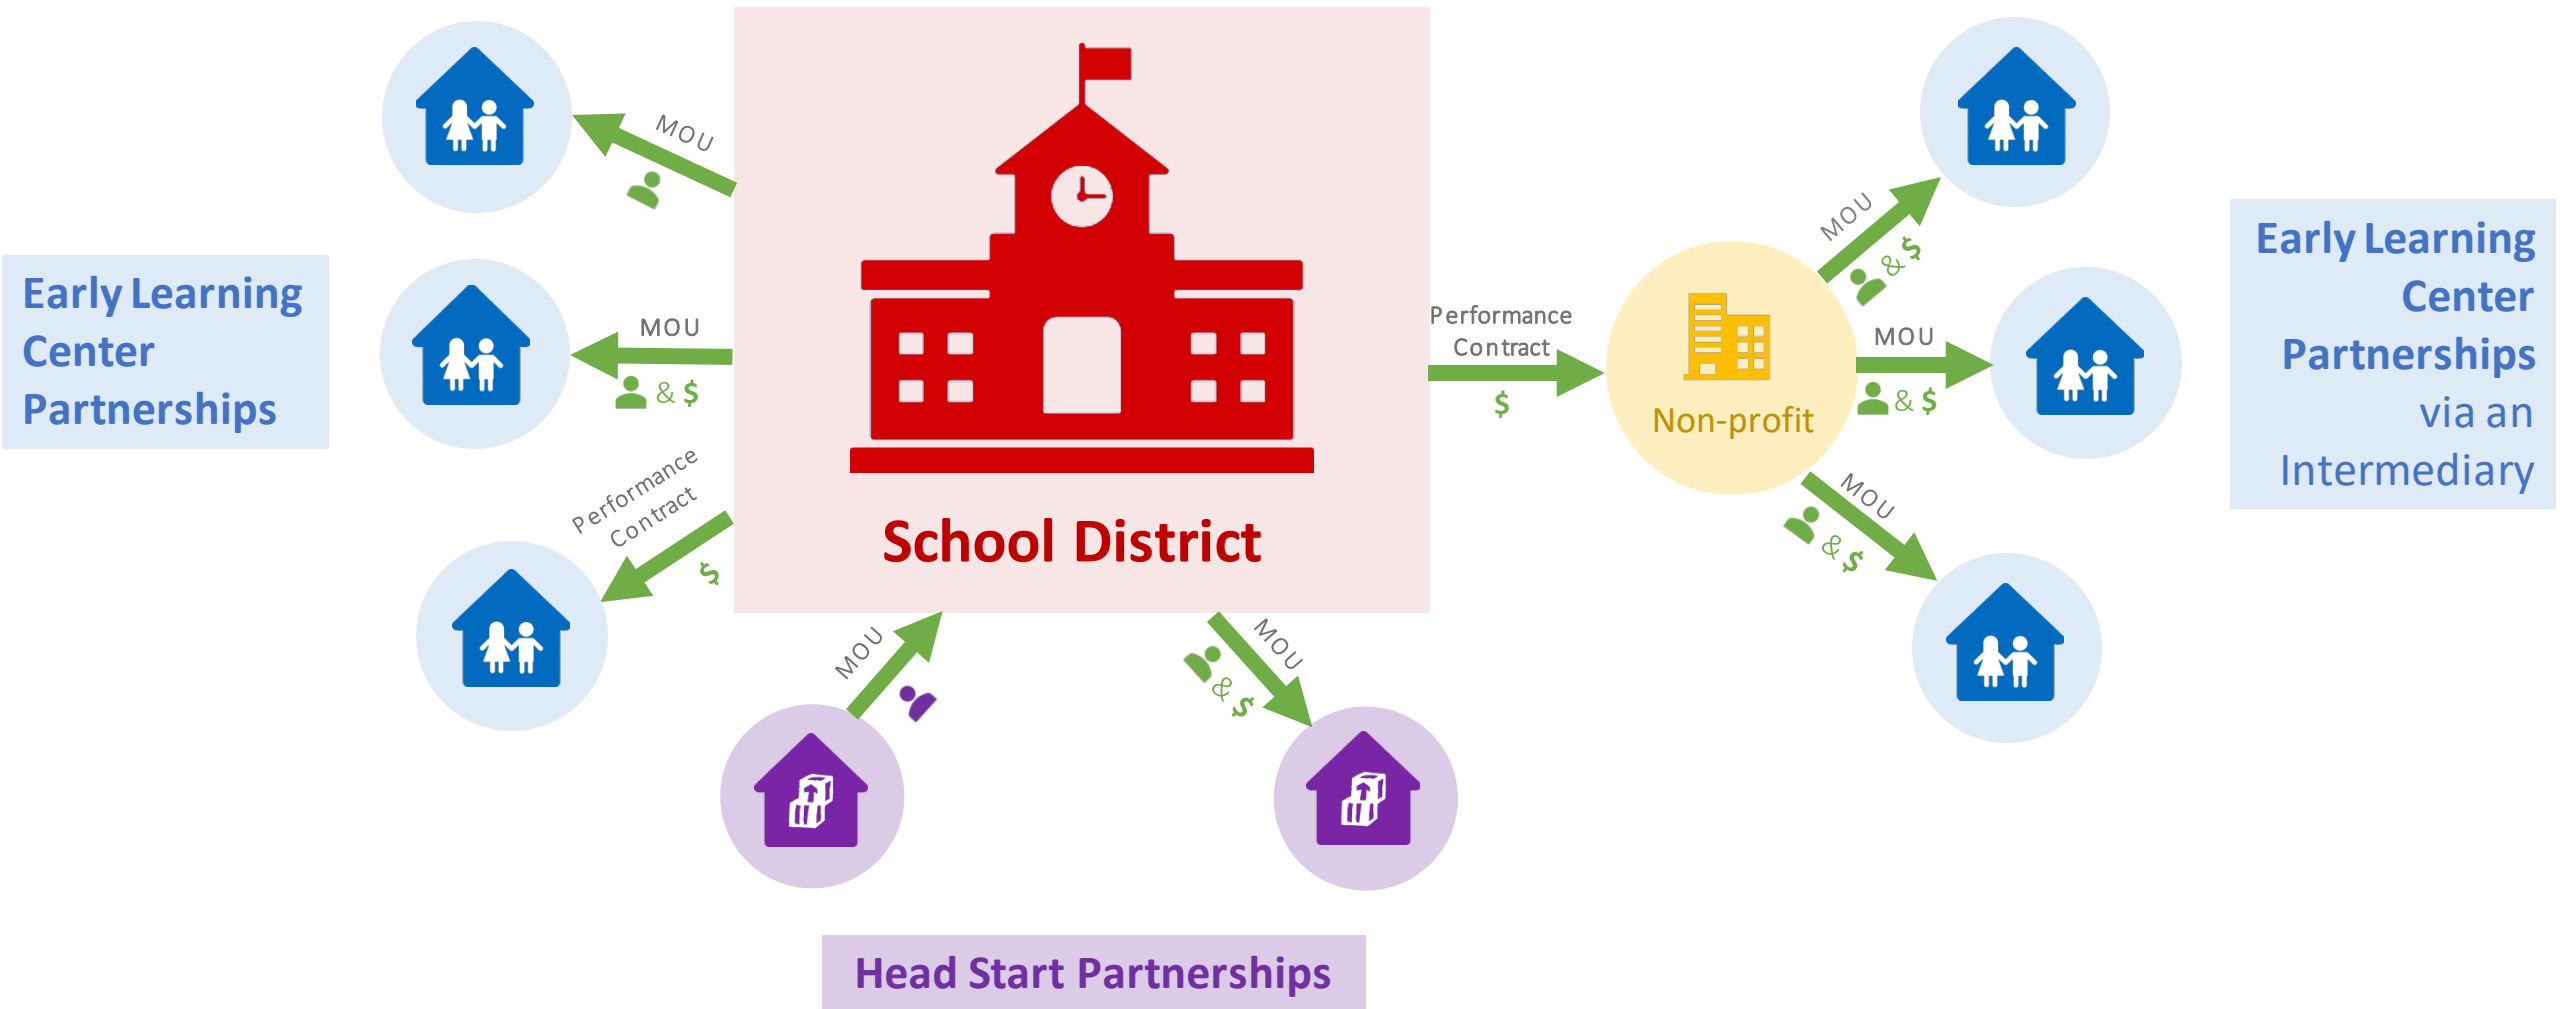 MOU
Early Learning
Center
Partnerships
MOU
& $
Performance
Contract
$
School District
Performance
Contract
$
Non-profit
MOU
& $
MOU
& $
MOU
& $
Early Learning
Center
Partnerships
via an
Intermediary
MOU
MOU
& $
Head Start Partnerships